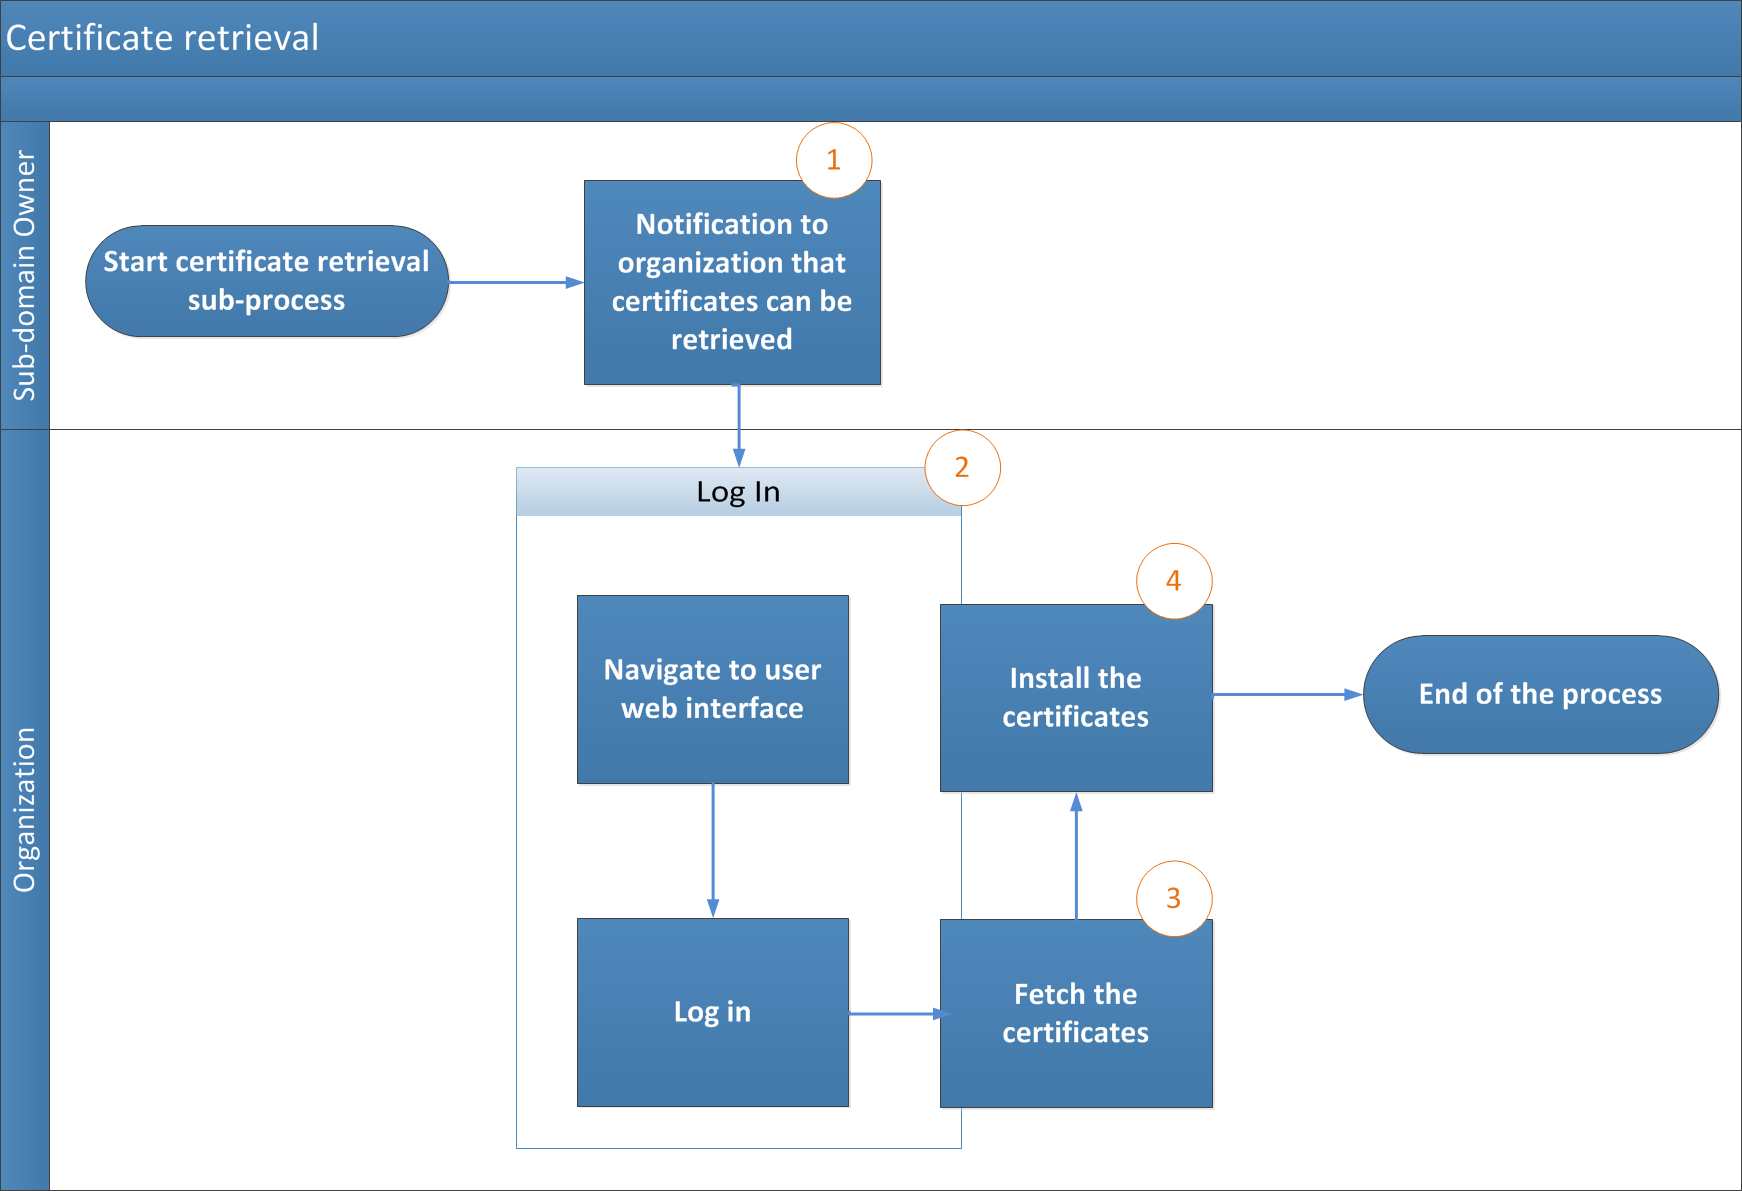 Certificate retrieval
Sub-domain Owner
1
Start certificate retrieval
sub-process
Notification to
organization that
certificates can be
retrieved
Organization
2
Log In
Navigate to user
web interface
4
Install the
certificates
End of the process
Log in
3
Fetch the
certificates